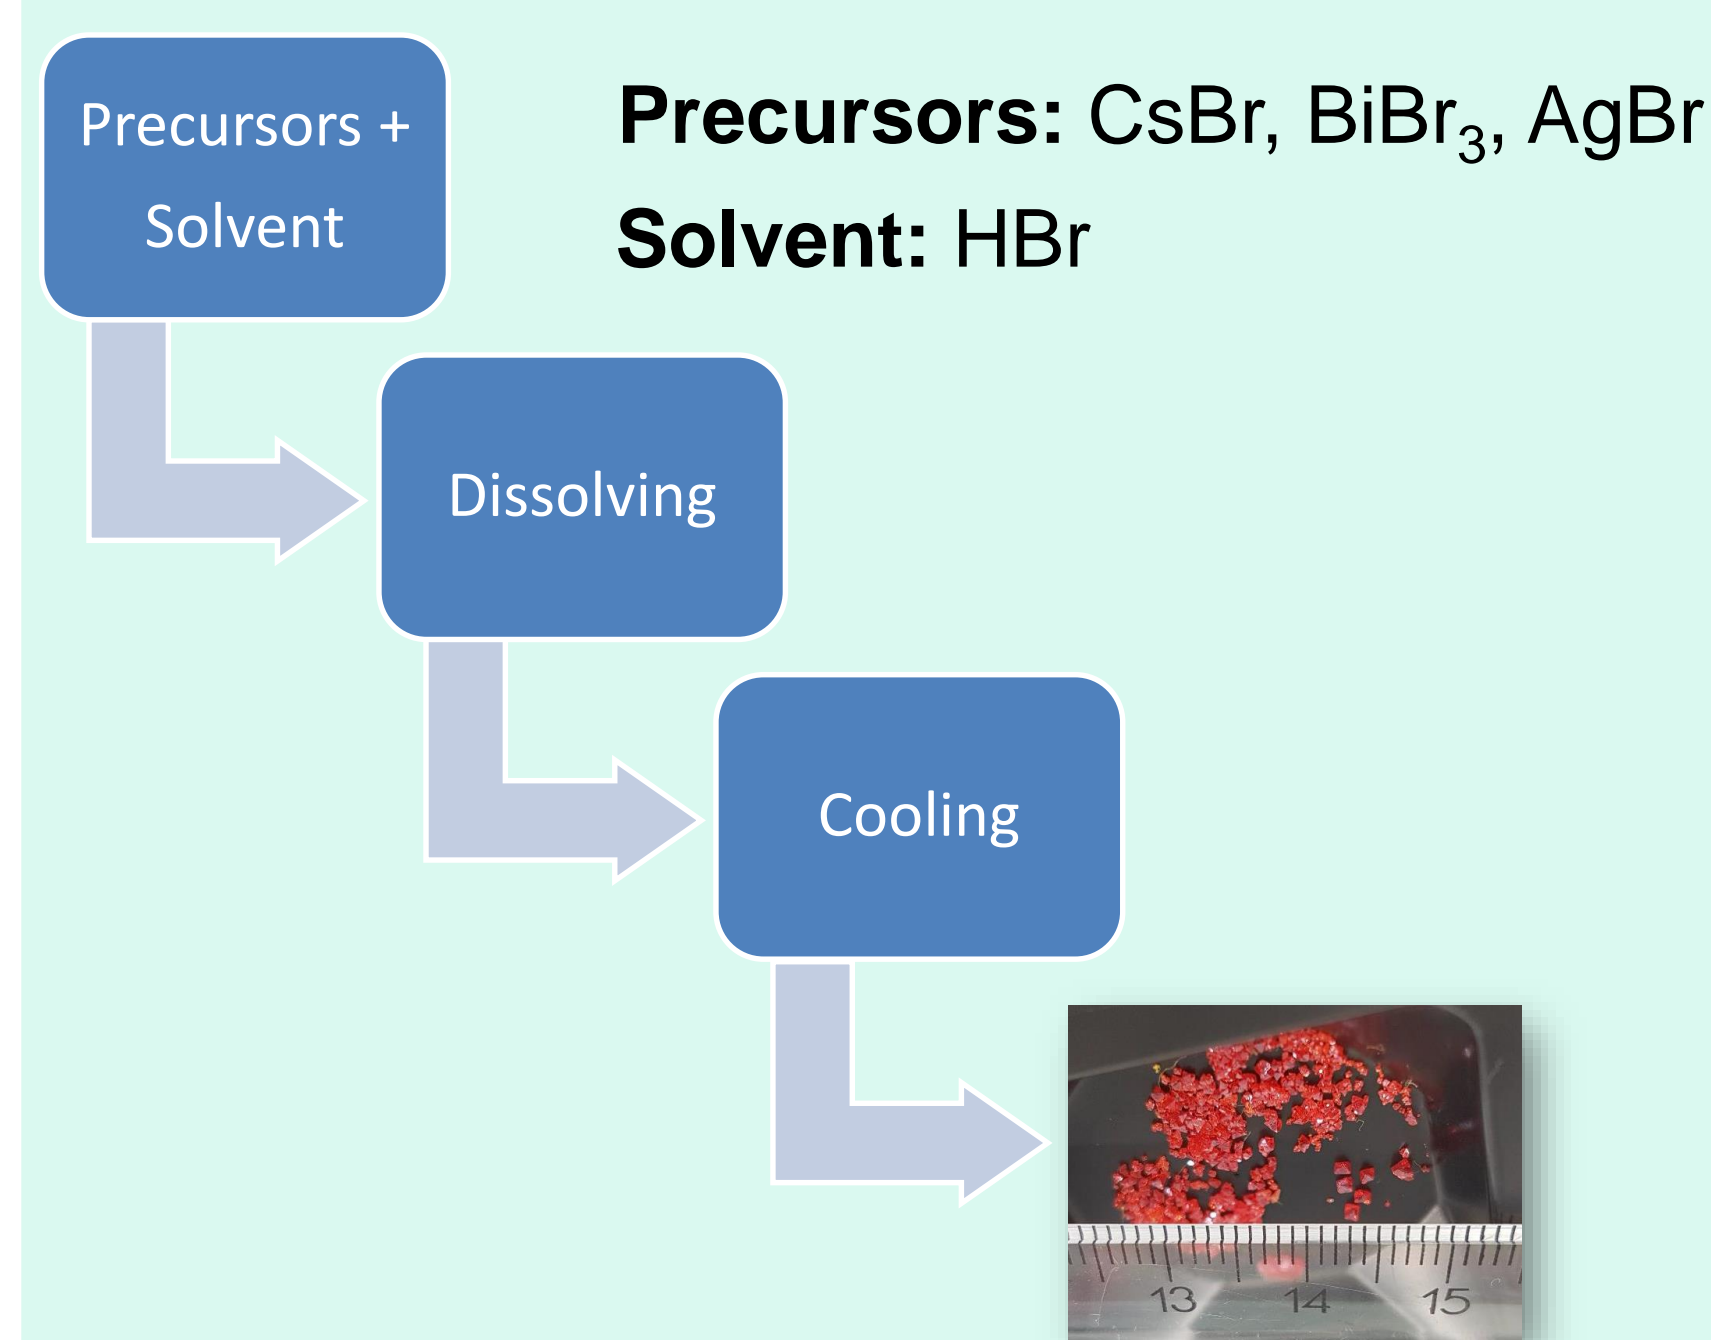 Precursors +
Solvent
Precursors: CsBr, BiBr₃, AgBr
Solvent: HBr
Dissolving
Cooling
13 14 15